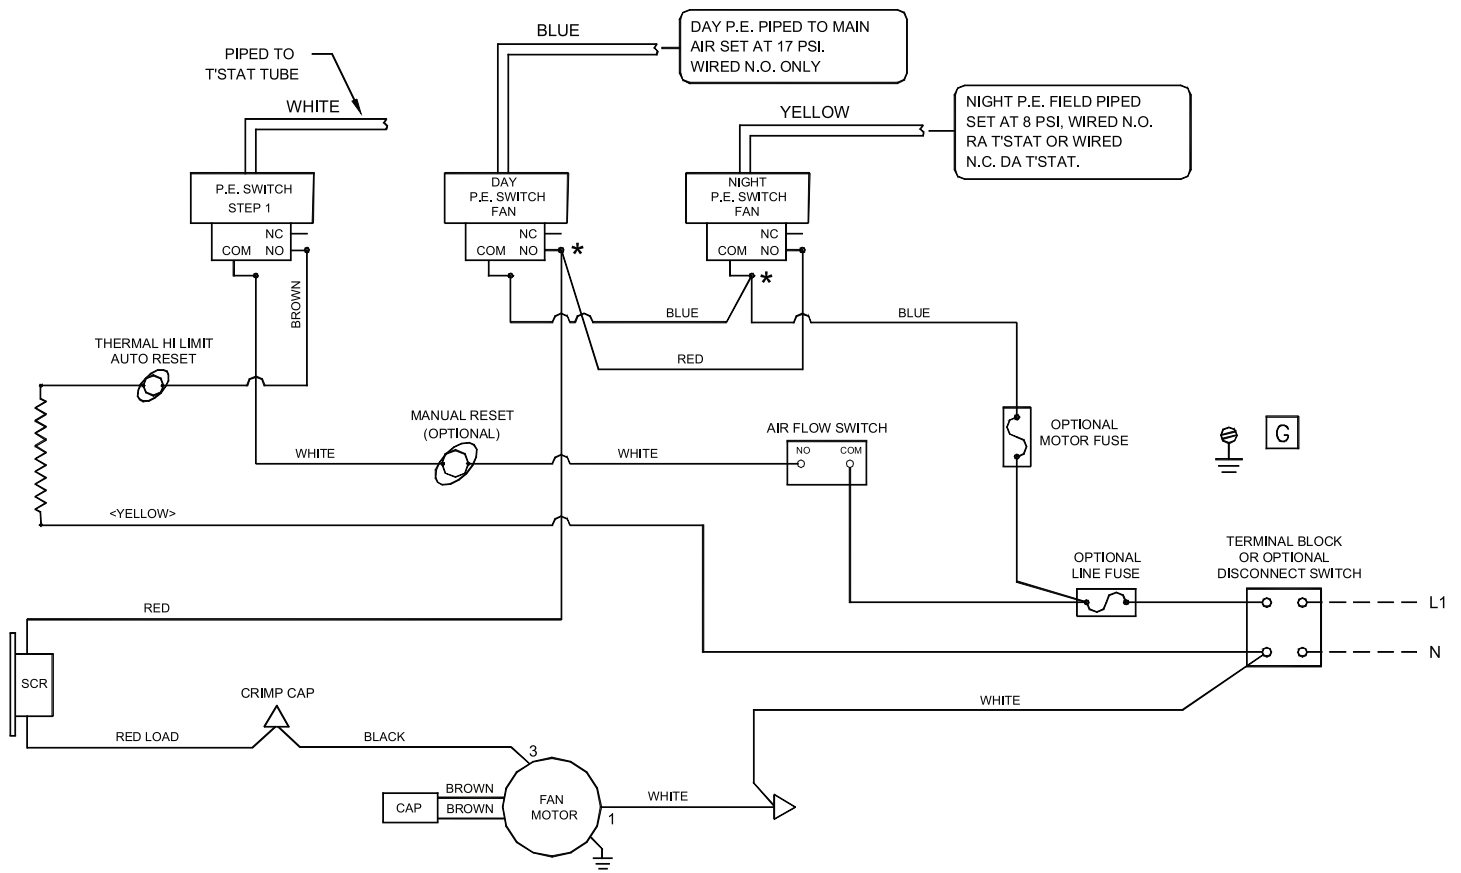 BLUE
DAY P.E. PIPED TO MAIN
AIR SET AT 17 PSI.
WIRED N.O. ONLY
PIPED TO
T'STAT TUBE
WHITE
YELLOW
NIGHT P.E. FIELD PIPED
SET AT 8 PSI, WIRED N.O.
RA T'STAT OR WIRED
N.C. DA T'STAT.
P.E. SWITCH
STEP 1
NC
COM NO
DAY
P.E. SWITCH
FAN
NC
COM NO
*
NIGHT
P.E. SWITCH
FAN
NC
COM NO
*
BROWN
BLUE
BLUE
RED
THERMAL HI LIMIT
AUTO RESET
MANUAL RESET
(OPTIONAL)
AIR FLOW SWITCH
NO COM
OPTIONAL
MOTOR FUSE
G
WHITE
WHITE
<YELLOW>
OPTIONAL
LINE FUSE
TERMINAL BLOCK
OR OPTIONAL
DISCONNECT SWITCH
L1
N
RED
SCR
CRIMP CAP
RED LOAD
BLACK
WHITE
3
BROWN
BROWN
CAP
FAN
MOTOR
WHITE
1